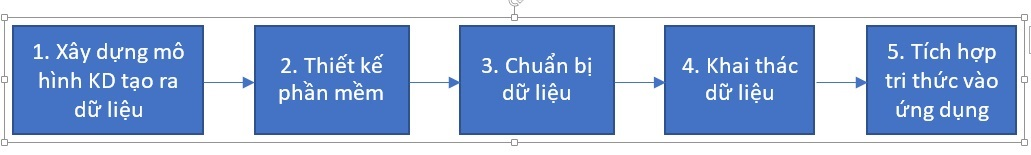 1. Xây dựng mô
hình KD tạo ra
dữ liệu
2. Thiết kế
phần mềm
3. Chuẩn bị
dữ liệu
4. Khai thác
dữ liệu
5. Tích hợp
tri thức vào
ứng dụng